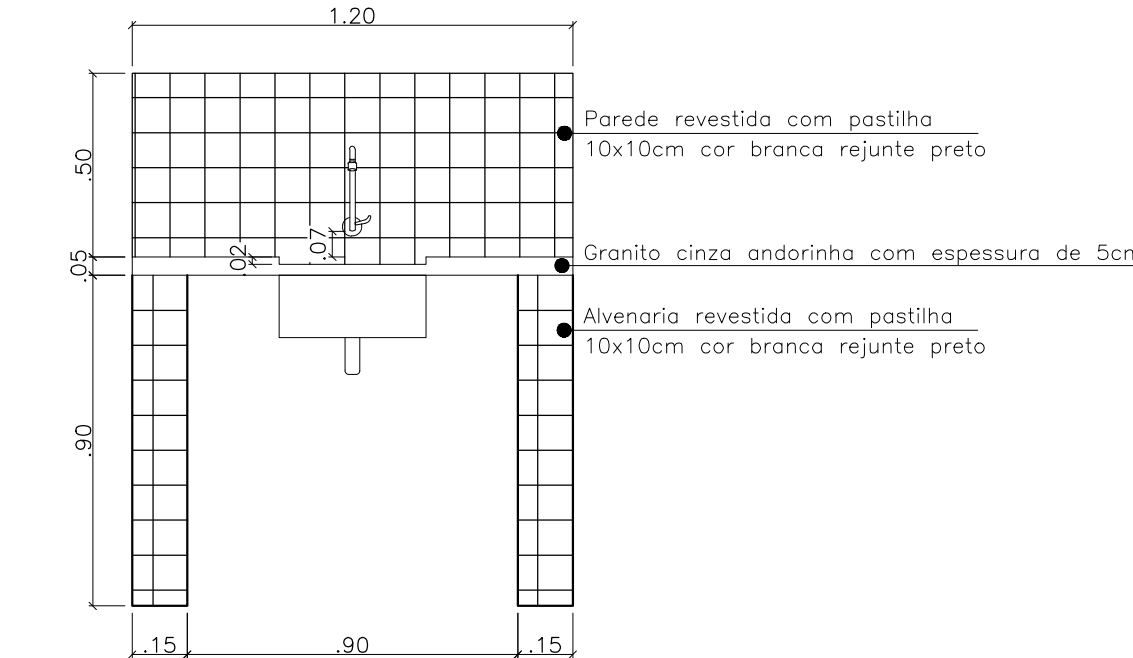 1.20
Parede revestida com pastilha
10x10cm cor branca rejunte preto
.50
.07
.02
.05
Granito cinza andorinha com espessura de 5cm
Alvenaria revestida com pastilha
10x10cm cor branca rejunte preto
.90
.15
.90
.15